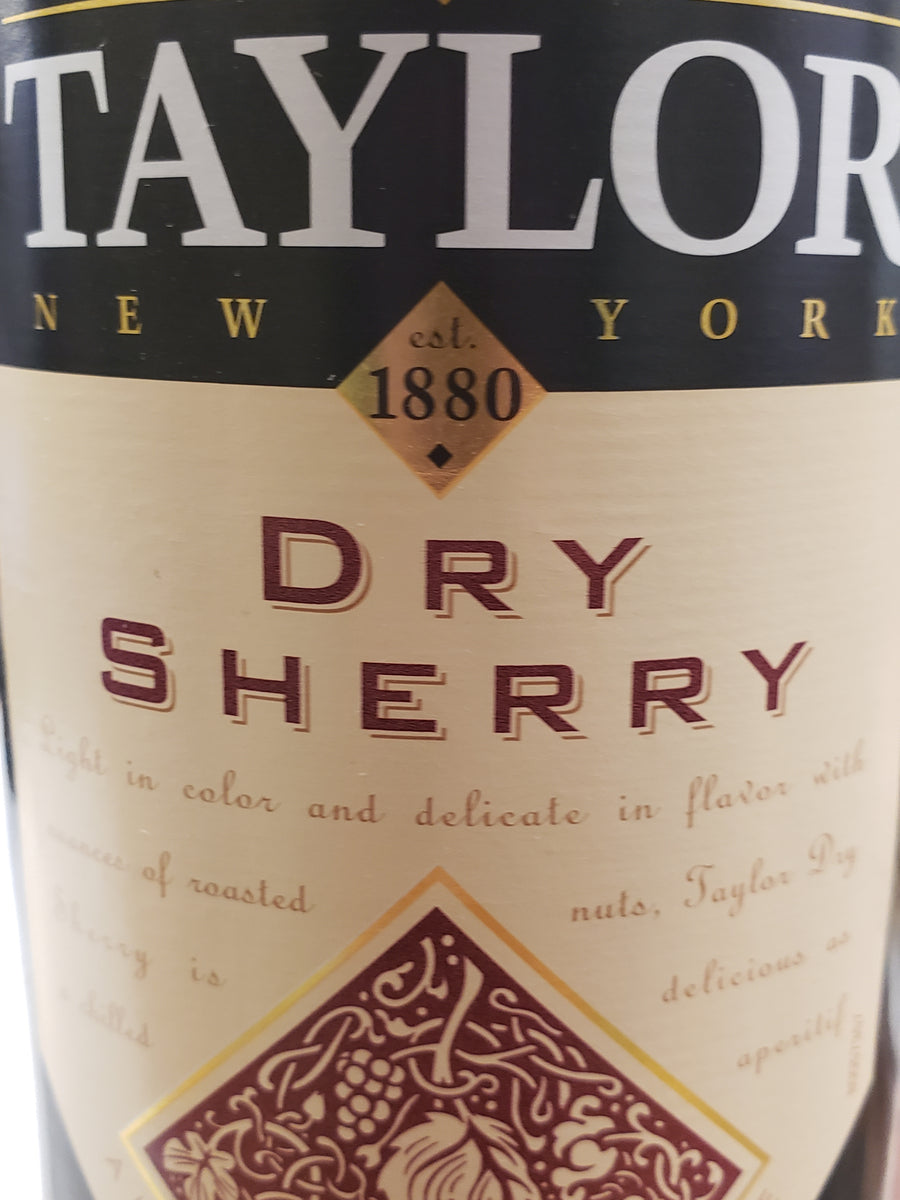 TAYLOR
NEW YORK
est.
1880
DRY
SHERRY
Light in color and delicate in flavor with
nuances of roasted nuts, Taylor Dry
Sherry is delicious as
a chilled aperitif